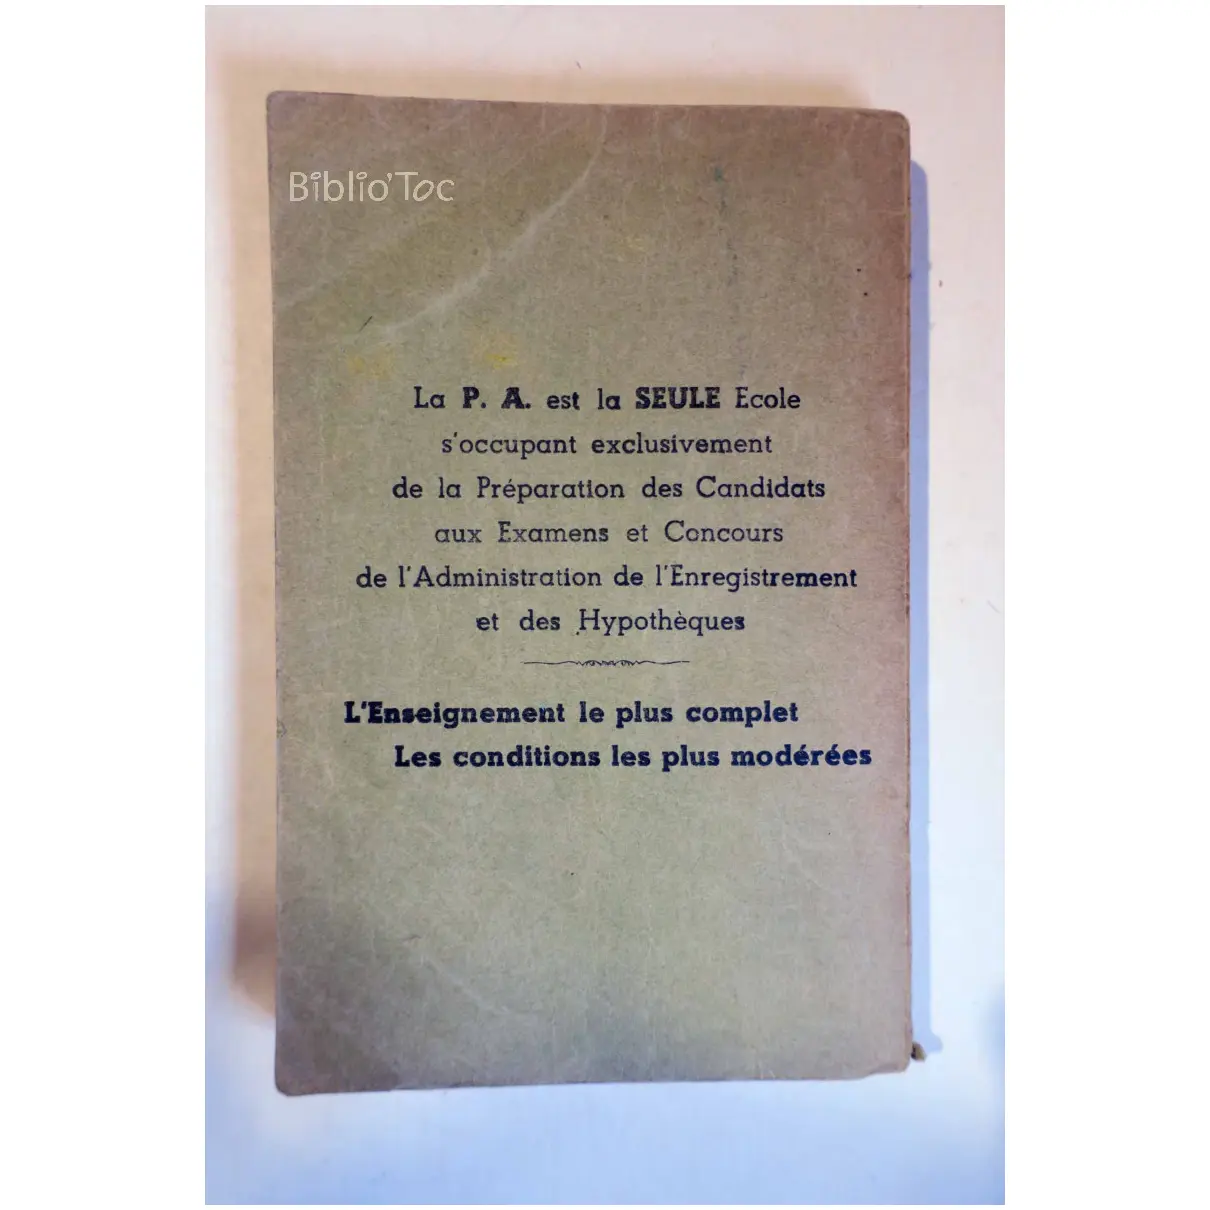 Biblio'Toc
La P. A. est la SEULE Ecole
s'occupant exclusivement
de la Préparation des Candidats
aux Examens et Concours
de l'Administration de l'Enregistrement
et des Hypothèques
L'Enseignement le plus complet
Les conditions les plus modérées